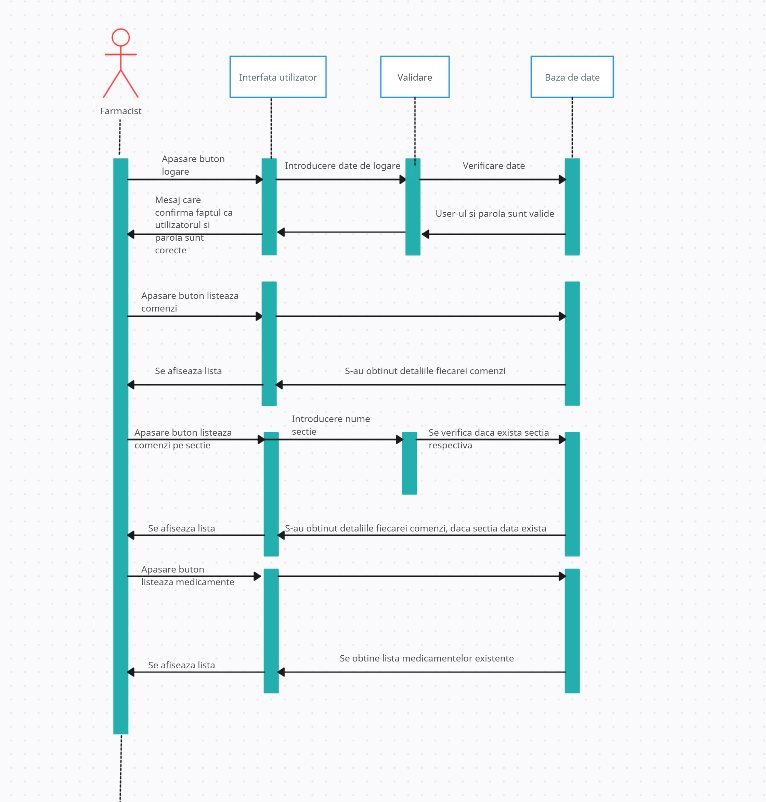 Farmacist
Interfata utilizator
Validare
Baza de date
Apasare buton
logare
Introducere date de logare
Verificare date
Mesaj care
confirma faptul ca
utilizatorul si
parola sunt
corecte
User-ul si parola sunt valide
Apasare buton listeaza
comenzi
Se afiseara lista
S-au obtinut detaliile fiecarei comenzi
Apasare buton listeaza
comenzi pe sectie
Introducere nume
sectie
Se verifica daca exista sectia
respectiva
Se afiseaza lista
S-au obtinut detaliile fiecarei comenzi, daca sectia data exista
Apasare buton
listeaza medicamente
Se afiseaza lista
Se obtine lista medicamentelor existente